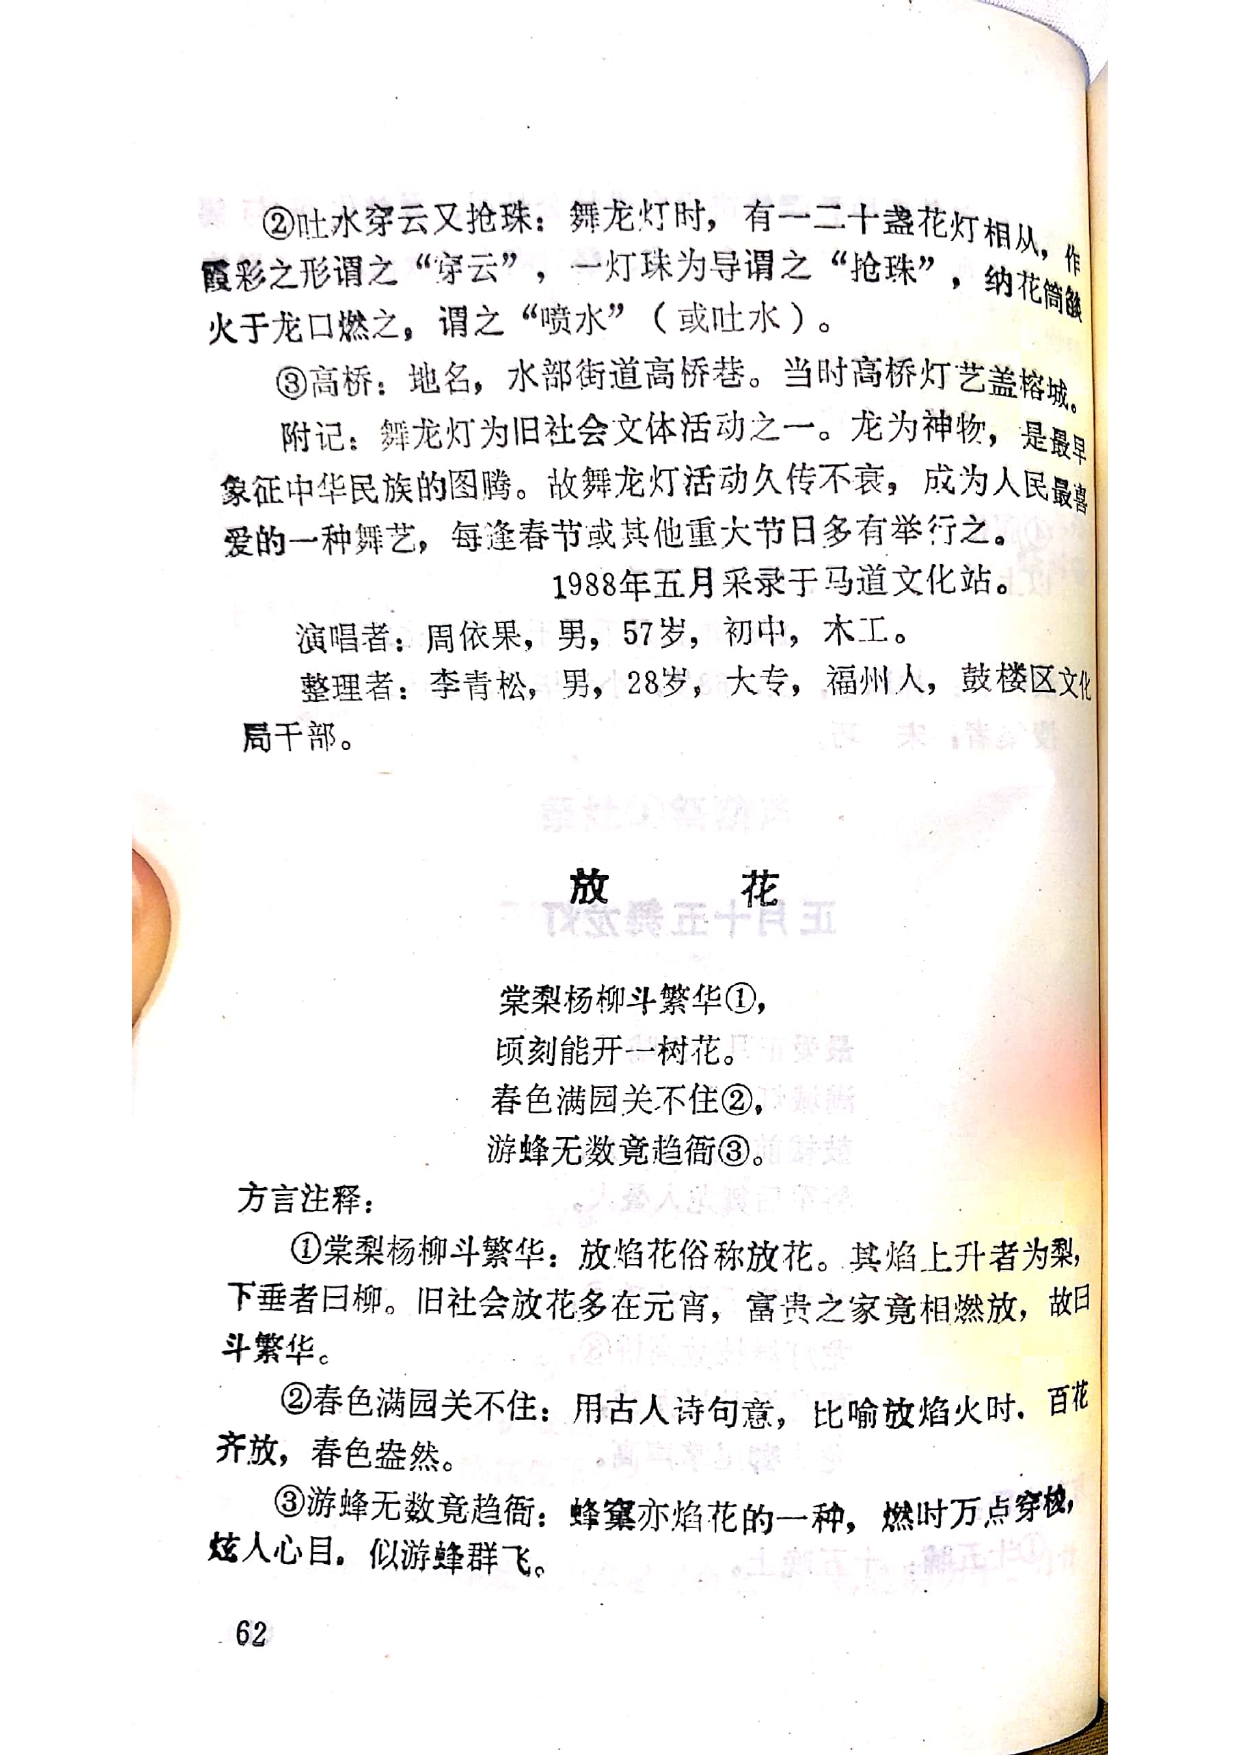 ②吐水穿云又抢珠：舞龙灯时，有一二十盏花灯相从，作
霞彩之形谓之“穿云”，一灯珠为导谓之“抢珠”，纳花筒餤
火于龙口燃之，谓之“喷水”（或吐水）。
③高桥：地名，水部街道高桥巷。当时高桥灯艺盖榕城。
附记：舞龙灯为旧社会文体活动之一。龙为神物，是最早
象征中华民族的图腾。故舞龙灯活动久传不衰，成为人民最喜
爱的一种舞艺，每逢春节或其他重大节日多有举行之。
1988年五月采录于马道文化站。
演唱者：周依果，男，57岁，初中，木工。
整理者：李青松，男，28岁，大专，福州人，鼓楼区文化
局干部。
放 花
棠梨杨柳斗繁华①，
顷刻能开一树花。
春色满园关不住②，
游蜂无数竟趋衙③。
方言注释：
①棠梨杨柳斗繁华：放焰花俗称放花。其焰上升者为梨，
下垂者曰柳。旧社会放花多在元宵，富贵之家竟相燃放，故曰
斗繁华。
②春色满园关不住：用古人诗句意，比喻放焰火时．百花
齐放，春色盎然。
③游蜂无数竟趋衙：蜂窠亦焰花的一种，燃时万点穿梭，
炫人心目．似游蜂群飞。
62